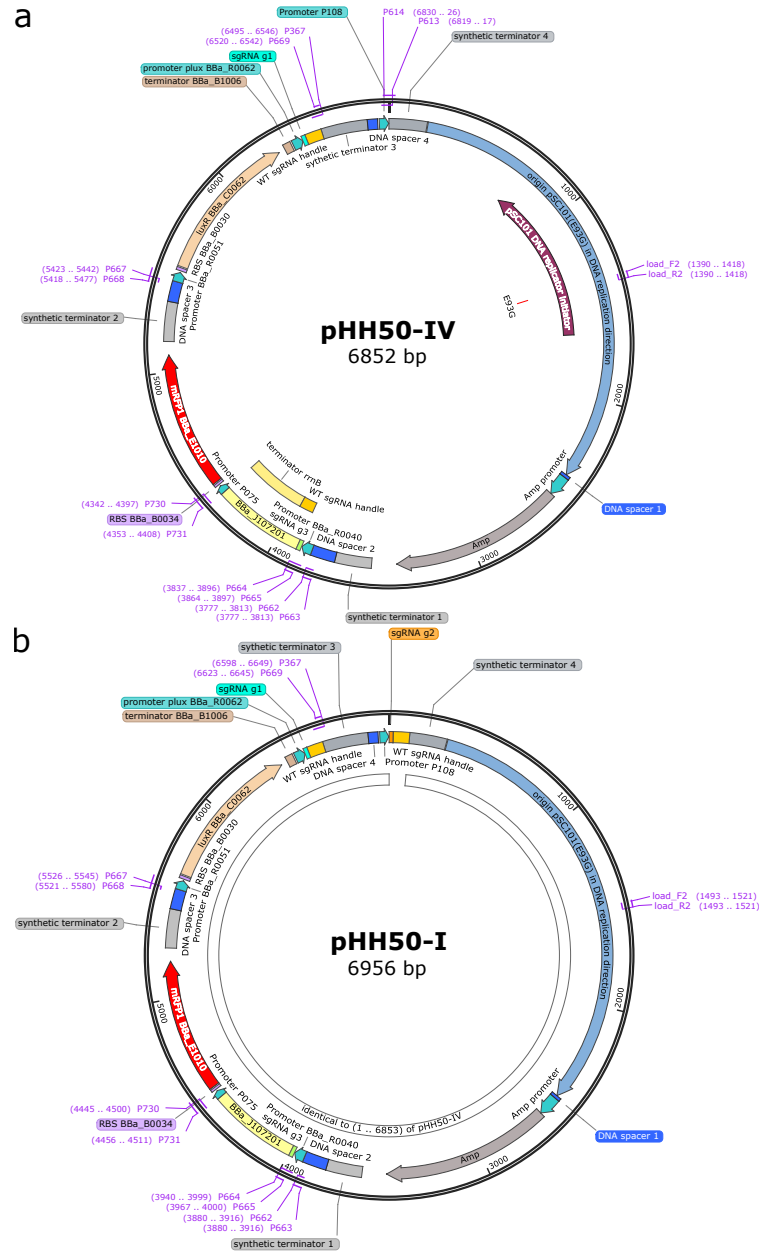 a
Promoter P108
P614 (6830 .. 26)
P613 (6819 .. 17)
(6495 .. 6546) P367
(6520 .. 6542) P669
synthetic terminator 4
sgRNA g1
promoter plux BBa_R0062
terminator BBa_B1006
DNA spacer 4
sythetic terminator 3
WT sgRNA handle
luxR BBa_C0062
6000
1000
origin pSC101(E93G) in DNA replication direction
pSC101 DNA replicator initiator
E93G
load_F2 (1390 .. 1418)
load_R2 (1390 .. 1418)
(5423 .. 5442) P667
(5418 .. 5477) P668
RBS BBa_B0030
Promoter BBa_R0051
DNA spacer 3
synthetic terminator 2
pHH50-IV
6852 bp
5000
2000
mRFP1 BBa_E1010
terminator rrnB
WT sgRNA handle
Promoter P075
Amp promoter
DNA spacer 1
(4342 .. 4397) P730
RBS BBa_B0034
(4353 .. 4408) P731
BBa_J107201
Promoter BBa_R0040
sgRNA g3
DNA spacer 2
Amp
4000
3000
(3837 .. 3896) P664
(3864 .. 3897) P665
(3777 .. 3813) P662
(3777 .. 3813) P663
synthetic terminator 1
b
sgRNA g2
sythetic terminator 3
(6598 .. 6649) P367
(6623 .. 6645) P669
synthetic terminator 4
sgRNA g1
promoter plux BBa_R0062
terminator BBa_B1006
WT sgRNA handle
DNA spacer 4
WT sgRNA handle
Promoter P108
luxR BBa_C0062
6000
1000
origin pSC101(E93G) in DNA replication direction
load_F2 (1493 .. 1521)
load_R2 (1493 .. 1521)
(5526 .. 5545) P667
(5521 .. 5580) P668
RBS BBa_B0030
Promoter BBa_R0051
DNA spacer 3
synthetic terminator 2
pHH50-I
6956 bp
5000
2000
mRFP1 BBa_E1010
Promoter P075
Amp promoter
DNA spacer 1
(4445 .. 4500) P730
RBS BBa_B0034
(4456 .. 4511) P731
identical to (1 .. 6853) of pHH50-IV
BBa_J107201
Promoter BBa_R0040
sgRNA g3
DNA spacer 2
Amp
4000
3000
(3940 .. 3999) P664
(3967 .. 4000) P665
(3880 .. 3916) P662
(3880 .. 3916) P663
synthetic terminator 1